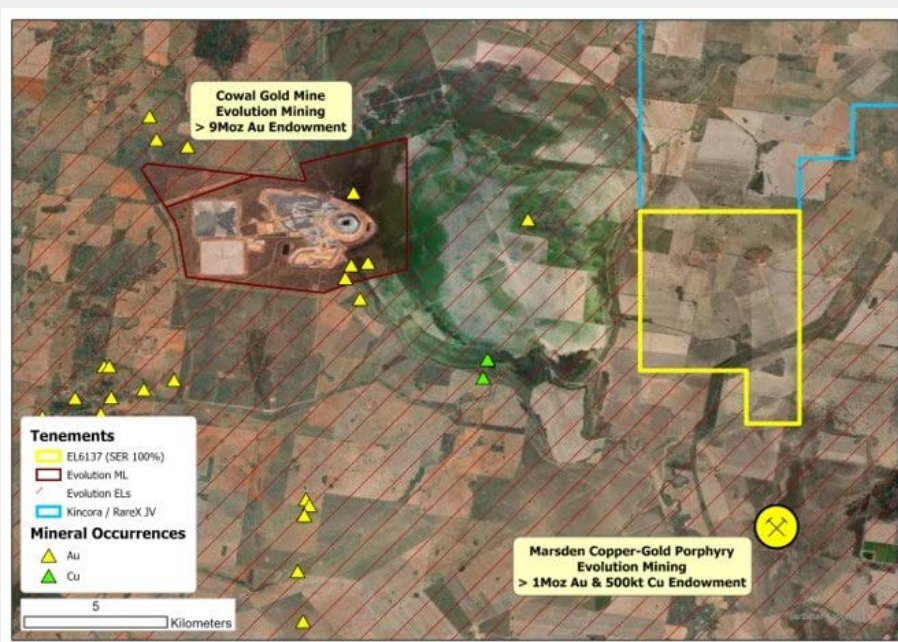 Cowal Gold Mine
Evolution Mining
> 9Moz Au Endowment
Tenements
EL6137 (SER 100%)
Evolution ML
Evolution ELs
Kincora / RareX JV
Mineral Occurrences
Au
Cu
5
Kilometers
Marsden Copper-Gold Porphyry
Evolution Mining
> 1Moz Au & 500kt Cu Endowment